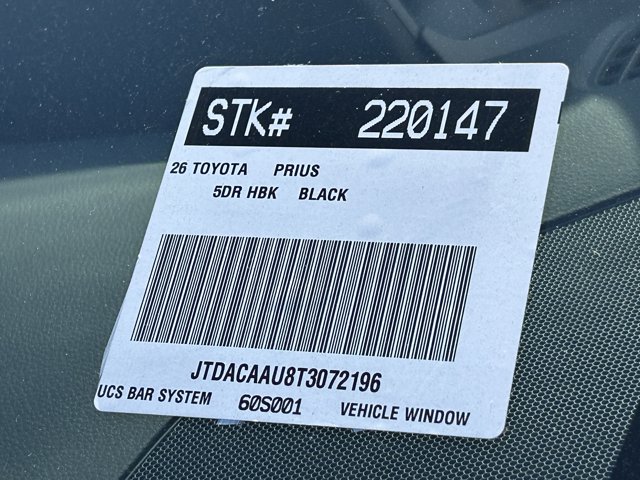 STK# 220147
26 TOYOTA PRIUS
5DR HBK BLACK
JTDACAAU8T3072196
UCS BAR SYSTEM 60S001 VEHICLE WINDOW